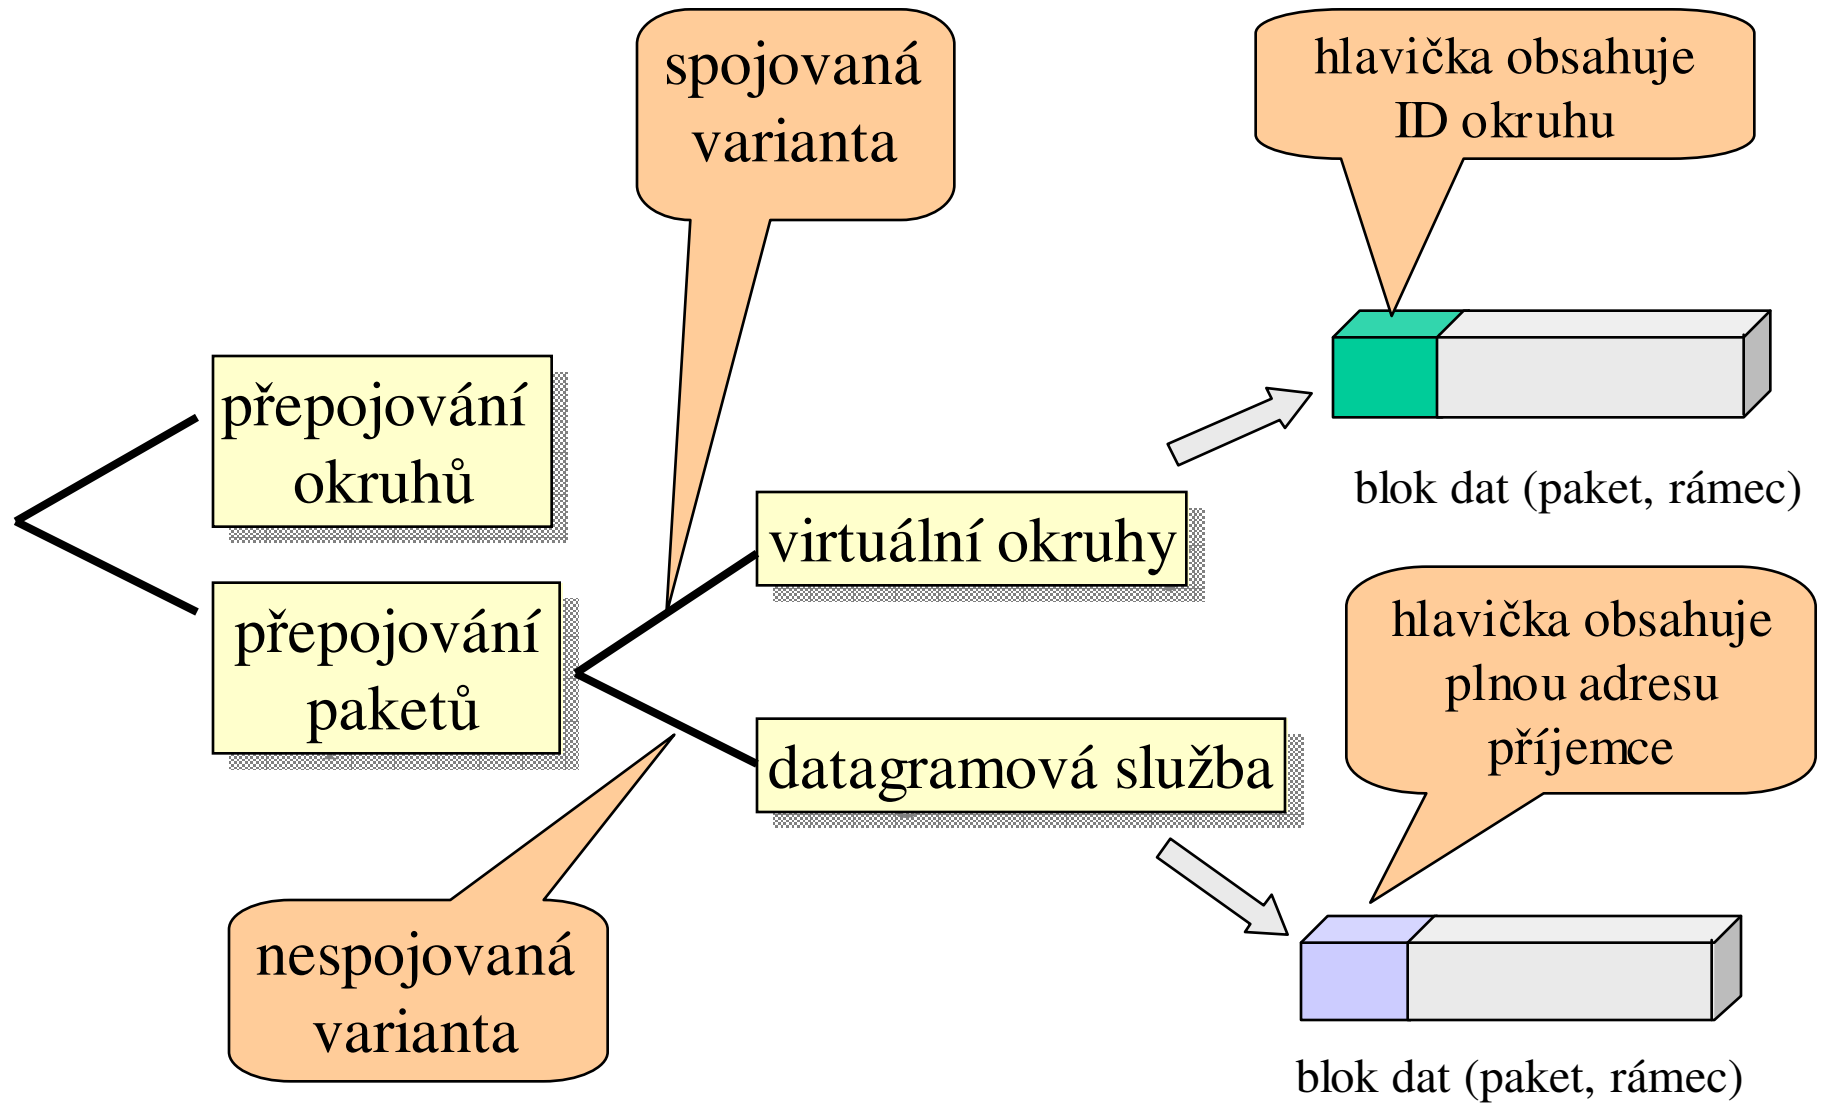 spojovaná
varianta
hlavička obsahuje
ID okruhu
přepojování
okruhů
blok dat (paket, rámec)
virtuální okruhy
přepojování
paketů
hlavička obsahuje
plnou adresu
příjemce
datagramová služba
nespojovaná
varianta
blok dat (paket, rámec)